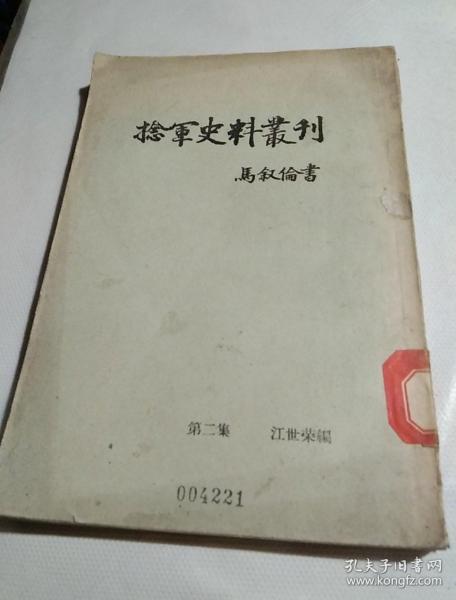 捻軍史料叢刊
馬叙倫書
第二集 江世荣編
004221
孔夫子旧书网
www.kongfz.com